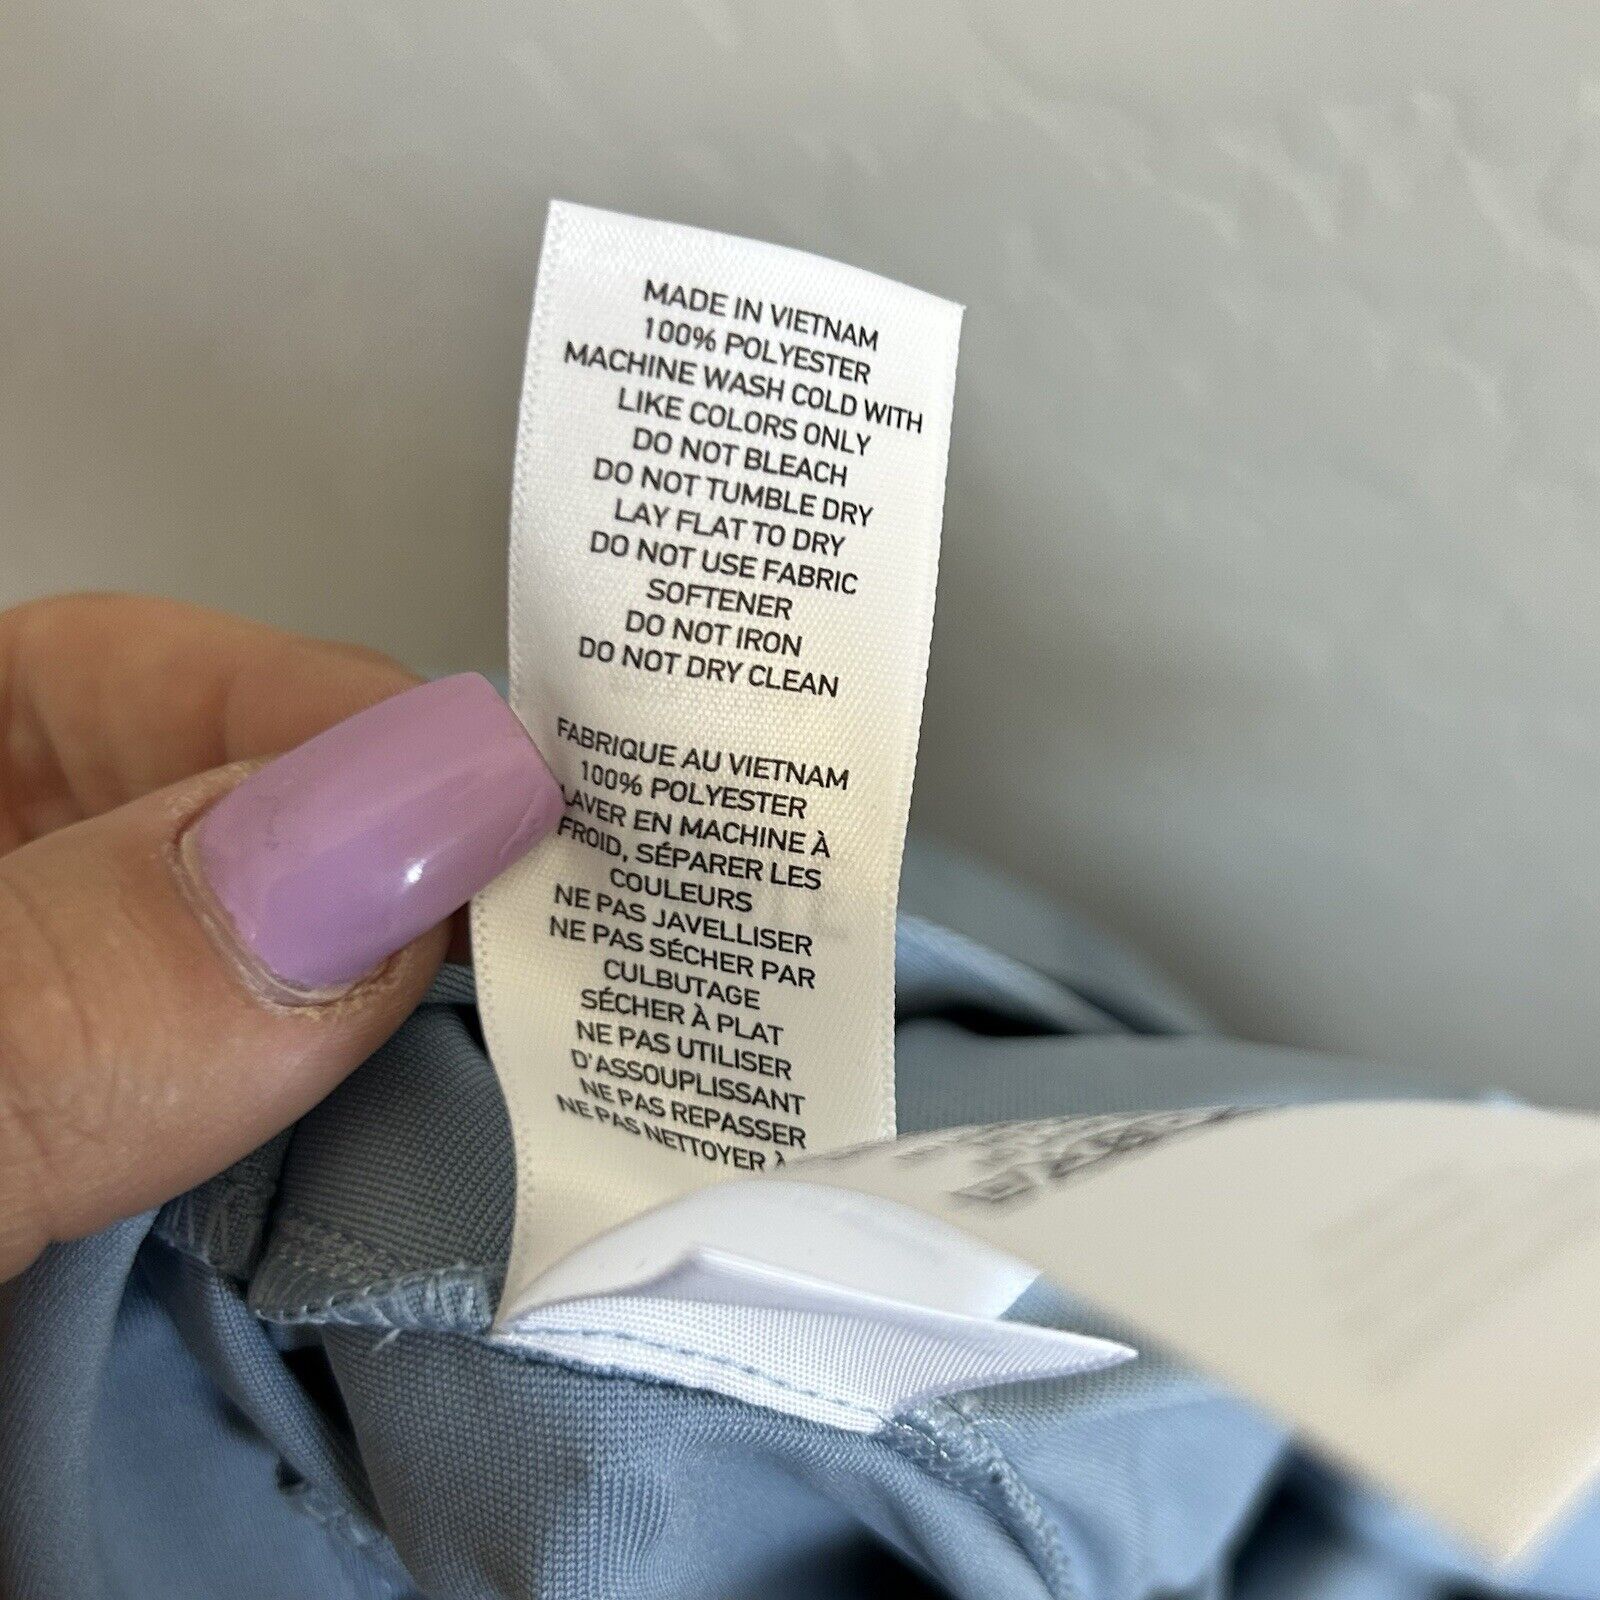 MADE IN VIETNAM
100% POLYESTER
MACHINE WASH COLD WITH
LIKE COLORS ONLY
DO NOT BLEACH
DO NOT TUMBLE DRY
LAY FLAT TO DRY
DO NOT USE FABRIC
SOFTENER
DO NOT IRON
DO NOT DRY CLEAN
FABRIQUE AU VIETNAM
100% POLYESTER
LAVER EN MACHINE À
FROID, SÉPARER LES
COULEURS
NE PAS JAVELLISER
NE PAS SÉCHER PAR
CULBUTAGE
SÉCHER À PLAT
NE PAS UTILISER
D'ASSOUPLISSANT
NE PAS REPASSER
NE PAS NETTOYER À